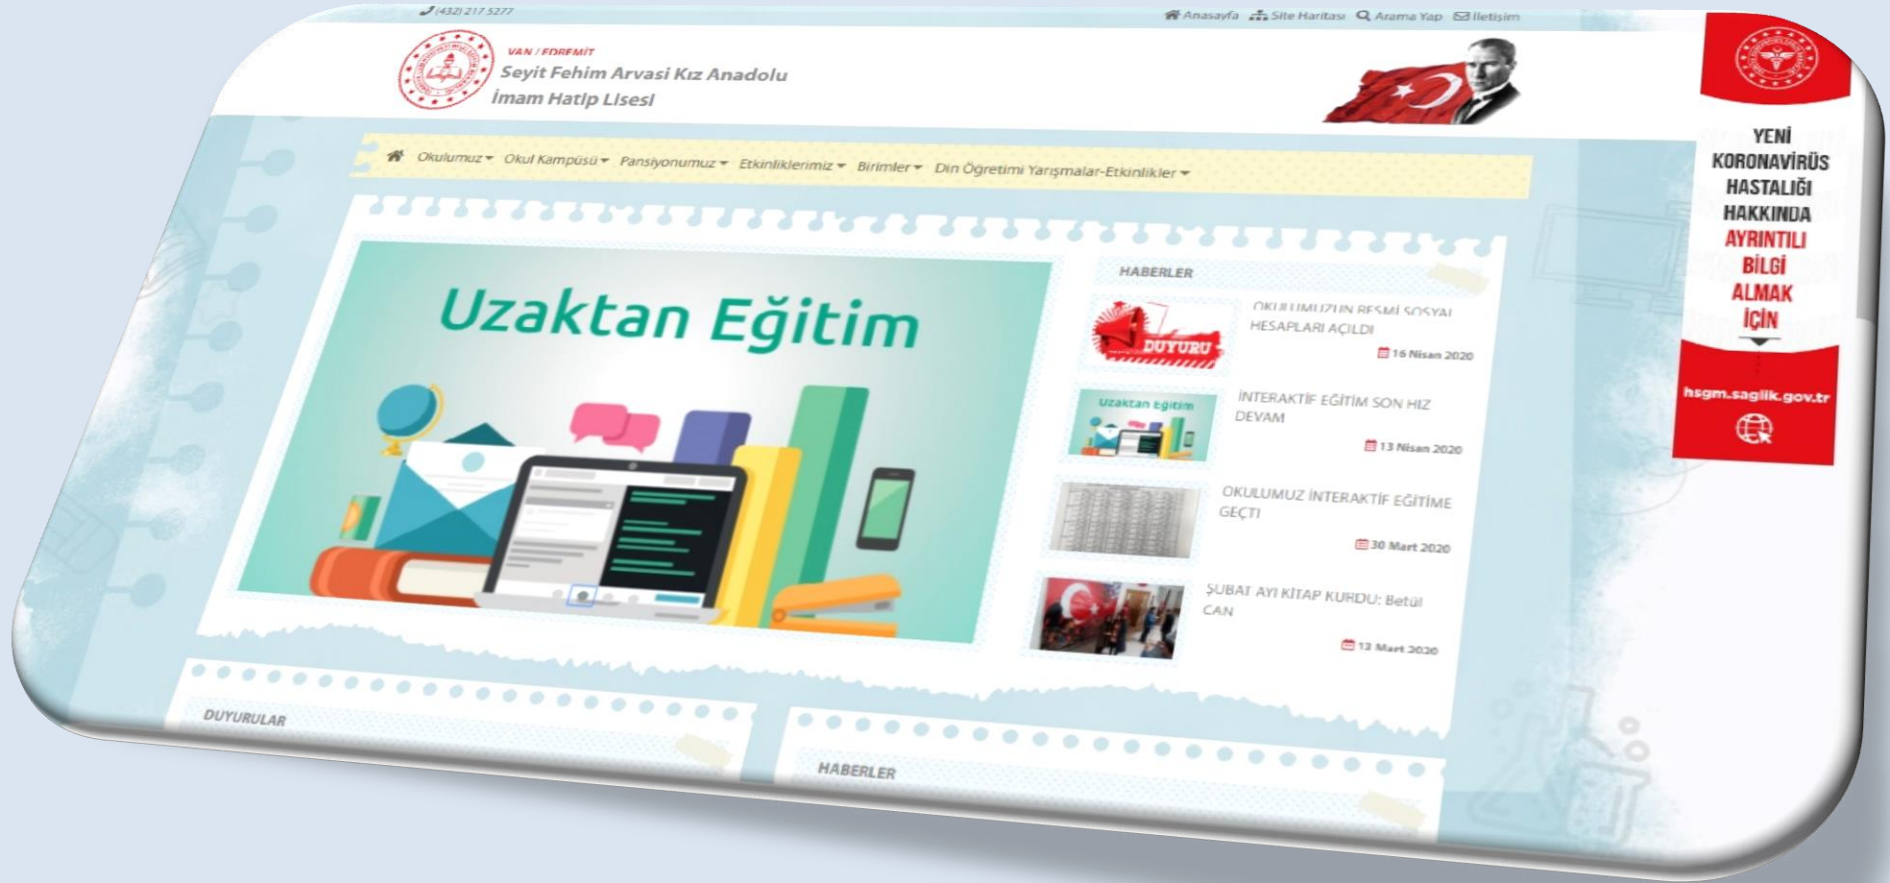 (432) 217 5277
Anasayfa Site Haritası Arama Yap İletişim
VAN / EDREMİT
Seyit Fehim Arvasi Kız Anadolu
İmam Hatip Lisesi
Okulumuz Okul Kampüsü Pansiyonumuz Etkinliklerimiz Birimler Din Öğretimi Yarışmalar-Etkinlikler
Uzaktan Eğitim
HABERLER
DUYURU
OKULUMUZUN RESMİ SOSYAL
HESAPLARI AÇILDI
16 Nisan 2020
Uzaktan Eğitim
İNTERAKTİF EĞİTİM SON HIZ
DEVAM
13 Nisan 2020
OKULUMUZ İNTERAKTİF EĞİTİME
GEÇTİ
30 Mart 2020
ŞUBAT AYI KİTAP KURDU: Betül
CAN
12 Mart 2020
DUYURULAR
HABERLER
YENİ
KORONAVİRÜS
HASTALIĞI
HAKKINDA
AYRINTILI
BİLGİ
ALMAK
İÇİN
hsgm.saglik.gov.tr